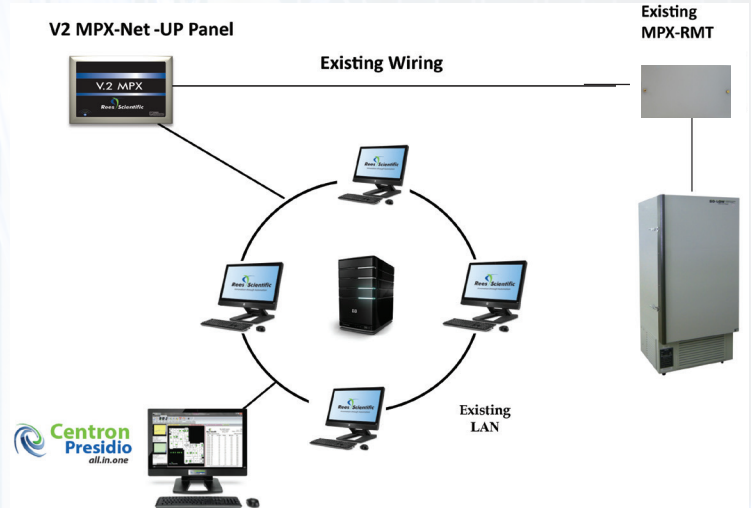 V2 MPX-Net -UP Panel
Existing
MPX-RMT
Existing Wiring
V.2 MPX
Rees Scientific
Rees Scientific
Rees Scientific
Rees Scientific
Rees Scientific
Existing
LAN
Centron
Presidio
all.in.one